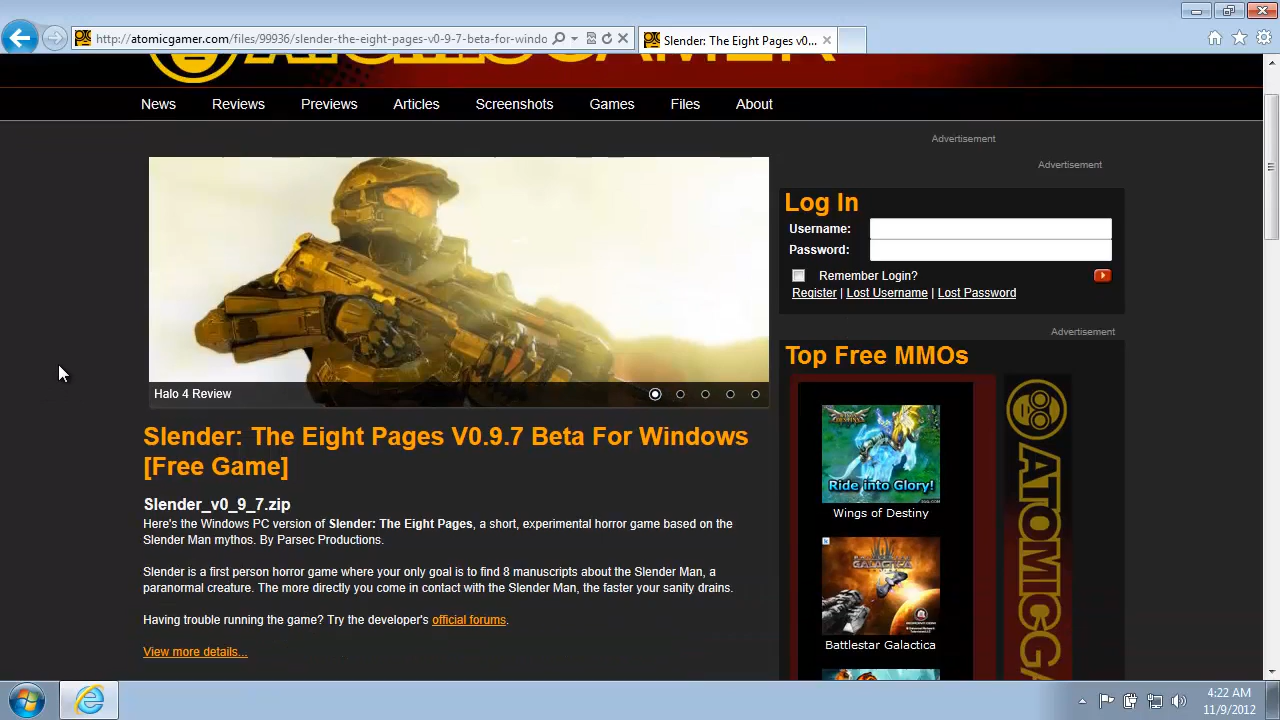 http://atomicgamer.com/files/99936/slender-the-eight-pages-v0-9-7-beta-for-windo
Slender: The Eight Pages v0...
ATOMICGAMER
News Reviews Previews Articles Screenshots Games Files About
Advertisement
Advertisement
Halo 4 Review
Log In
Username:
Password:
Remember Login?
Register | Lost Username | Lost Password
Advertisement
Top Free MMOs
Ride into Glory!
Wings of Destiny
GALACTICA
Battlestar Galactica
ATOMICGA
Slender: The Eight Pages V0.9.7 Beta For Windows
[Free Game]
Slender_v0_9_7.zip
Here's the Windows PC version of Slender: The Eight Pages, a short, experimental horror game based on the
Slender Man mythos. By Parsec Productions.
Slender is a first person horror game where your only goal is to find 8 manuscripts about the Slender Man, a
paranormal creature. The more directly you come in contact with the Slender Man, the faster your sanity drains.
Having trouble running the game? Try the developer's official forums.
View more details...
4:22 AM
11/9/2012